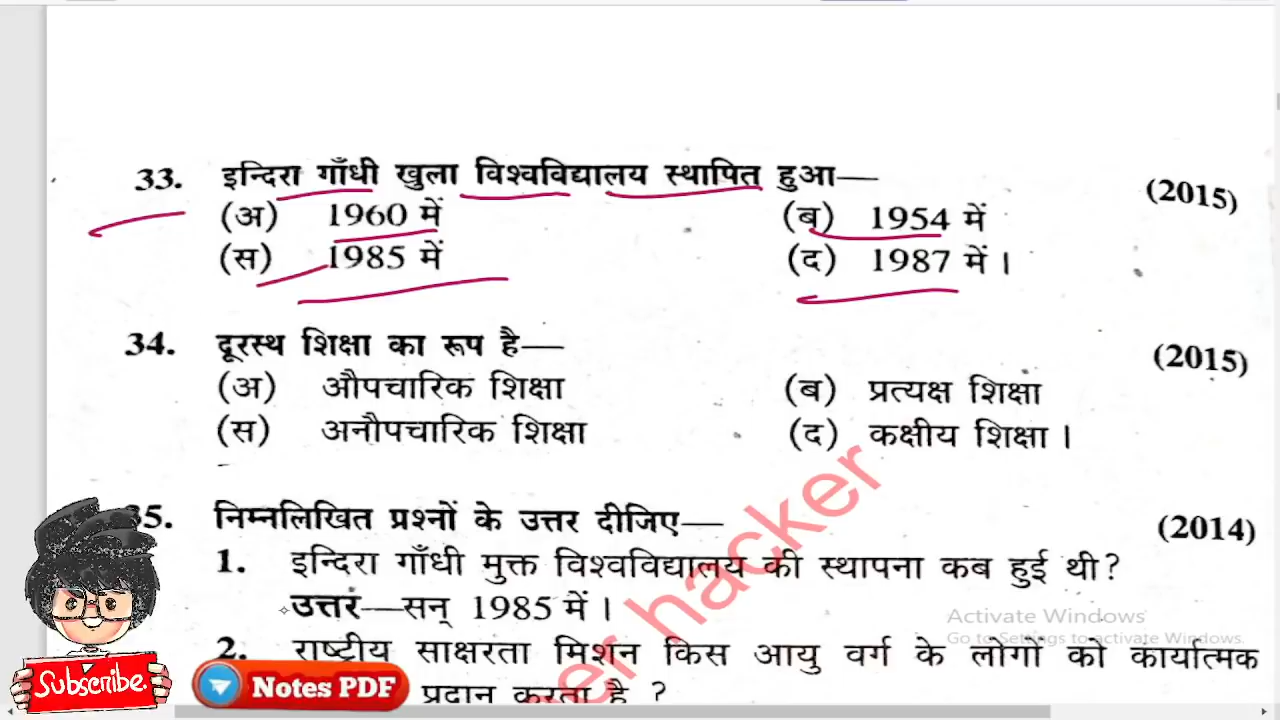 33. इन्दिरा गाँधी खुला विश्वविद्यालय स्थापित हुआ— (2015)
(अ) 1960 में (ब) 1954 में
(स) 1985 में (द) 1987 में।
34. दूरस्थ शिक्षा का रूप है— (2015)
(अ) औपचारिक शिक्षा (ब) प्रत्यक्ष शिक्षा
(स) अनौपचारिक शिक्षा (द) कक्षीय शिक्षा।
35. निम्नलिखित प्रश्नों के उत्तर दीजिए— (2014)
1. इन्दिरा गाँधी मुक्त विश्वविद्यालय की स्थापना कब हुई थी?
उत्तर—सन् 1985 में।
2. राष्ट्रीय साक्षरता मिशन किस आयु वर्ग के लोगों को कार्यात्मक
प्रदान करता है ?
hacker
Activate Windows
Go to Settings to activate Windows.
Subscribe.
Notes PDF